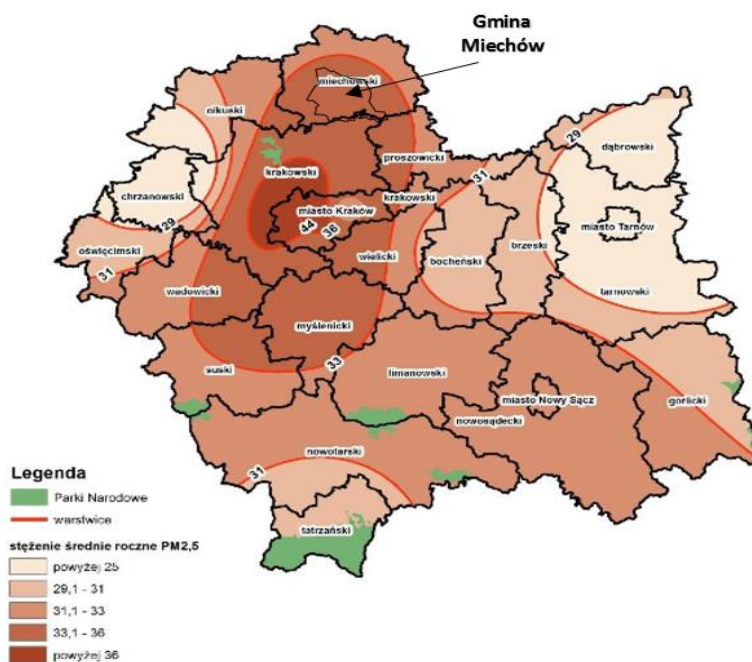 Gmina
Miechów
miechowski
olkuski
29
dąbrowski
proszowicki
31
krakowski
chrzanowski
krakowski
miasto Kraków
miasto Tarnów
29
44
38
oświęcimski
wielicki
bocheński
brzeski
31
wadowicki
tarnowski
myślenicki
33
suski
limanowski
miasto Nowy Sącz
gorlicki
nowosądecki
nowotarski
31
tatrzański
Legenda
Parki Narodowe
warstwice
stężenie średnie roczne PM2,5
powyżej 25
29,1 - 31
31,1 - 33
33,1 - 36
powyżej 36